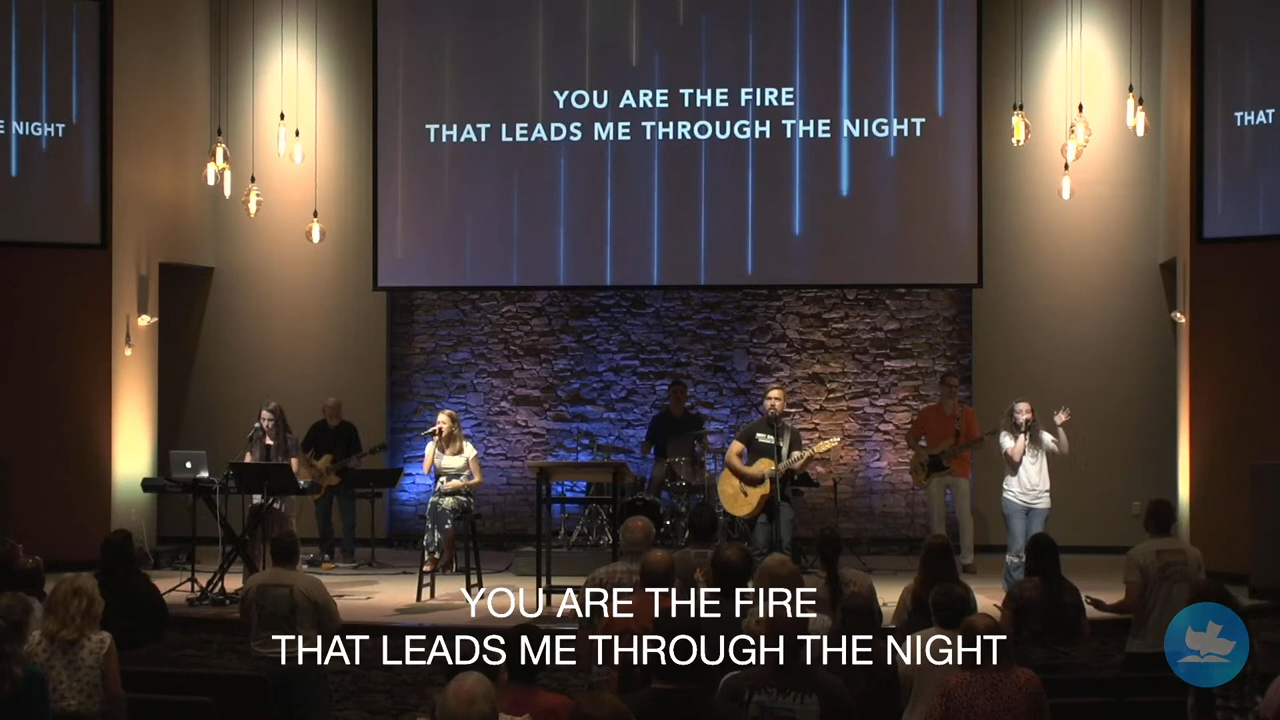 YOU ARE THE FIRE
THAT LEADS ME THROUGH THE NIGHT
E NIGHT
THAT
YOU ARE THE FIRE
THAT LEADS ME THROUGH THE NIGHT